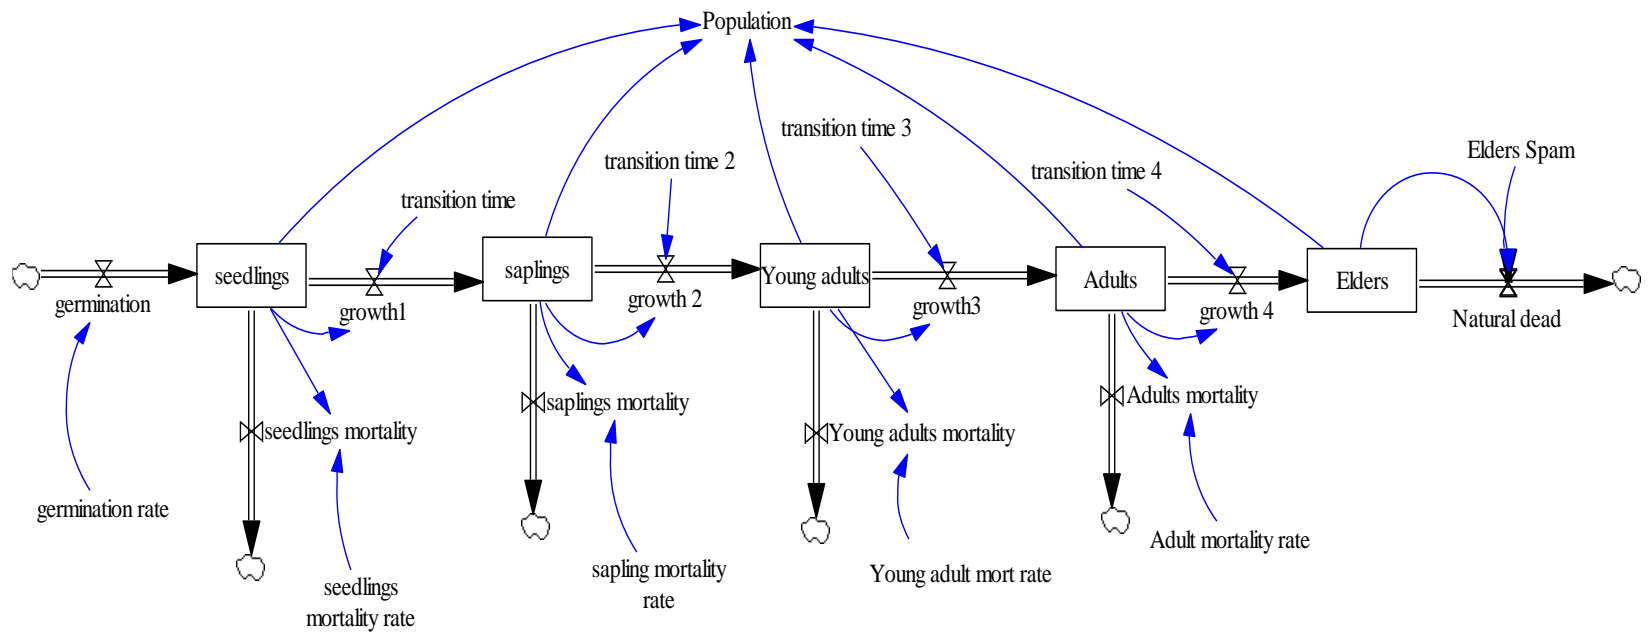 Population
transition time 3
transition time 2
Elders Spam
transition time 4
transition time
seedlings
saplings
Young adults
Adults
Elders
germination
growth1
growth 2
growth3
growth 4
Natural dead
seedlings mortality
saplings mortality
Young adults mortality
Adults mortality
germination rate
seedlings
mortality rate
sapling mortality
rate
Young adult mort rate
Adult mortality rate